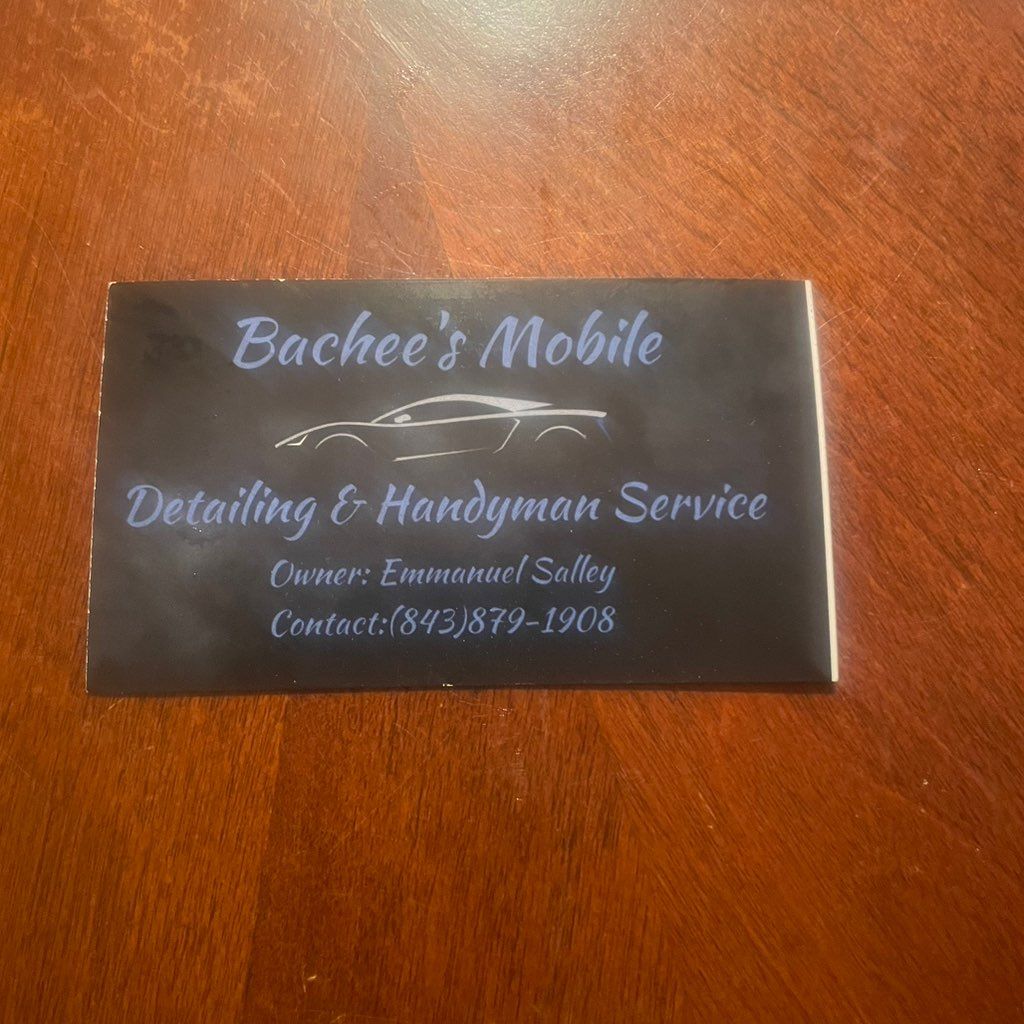 Bachee's Mobile
Detailing & Handyman Service
Owner: Emmanuel Salley
Contact:(843)879-1908